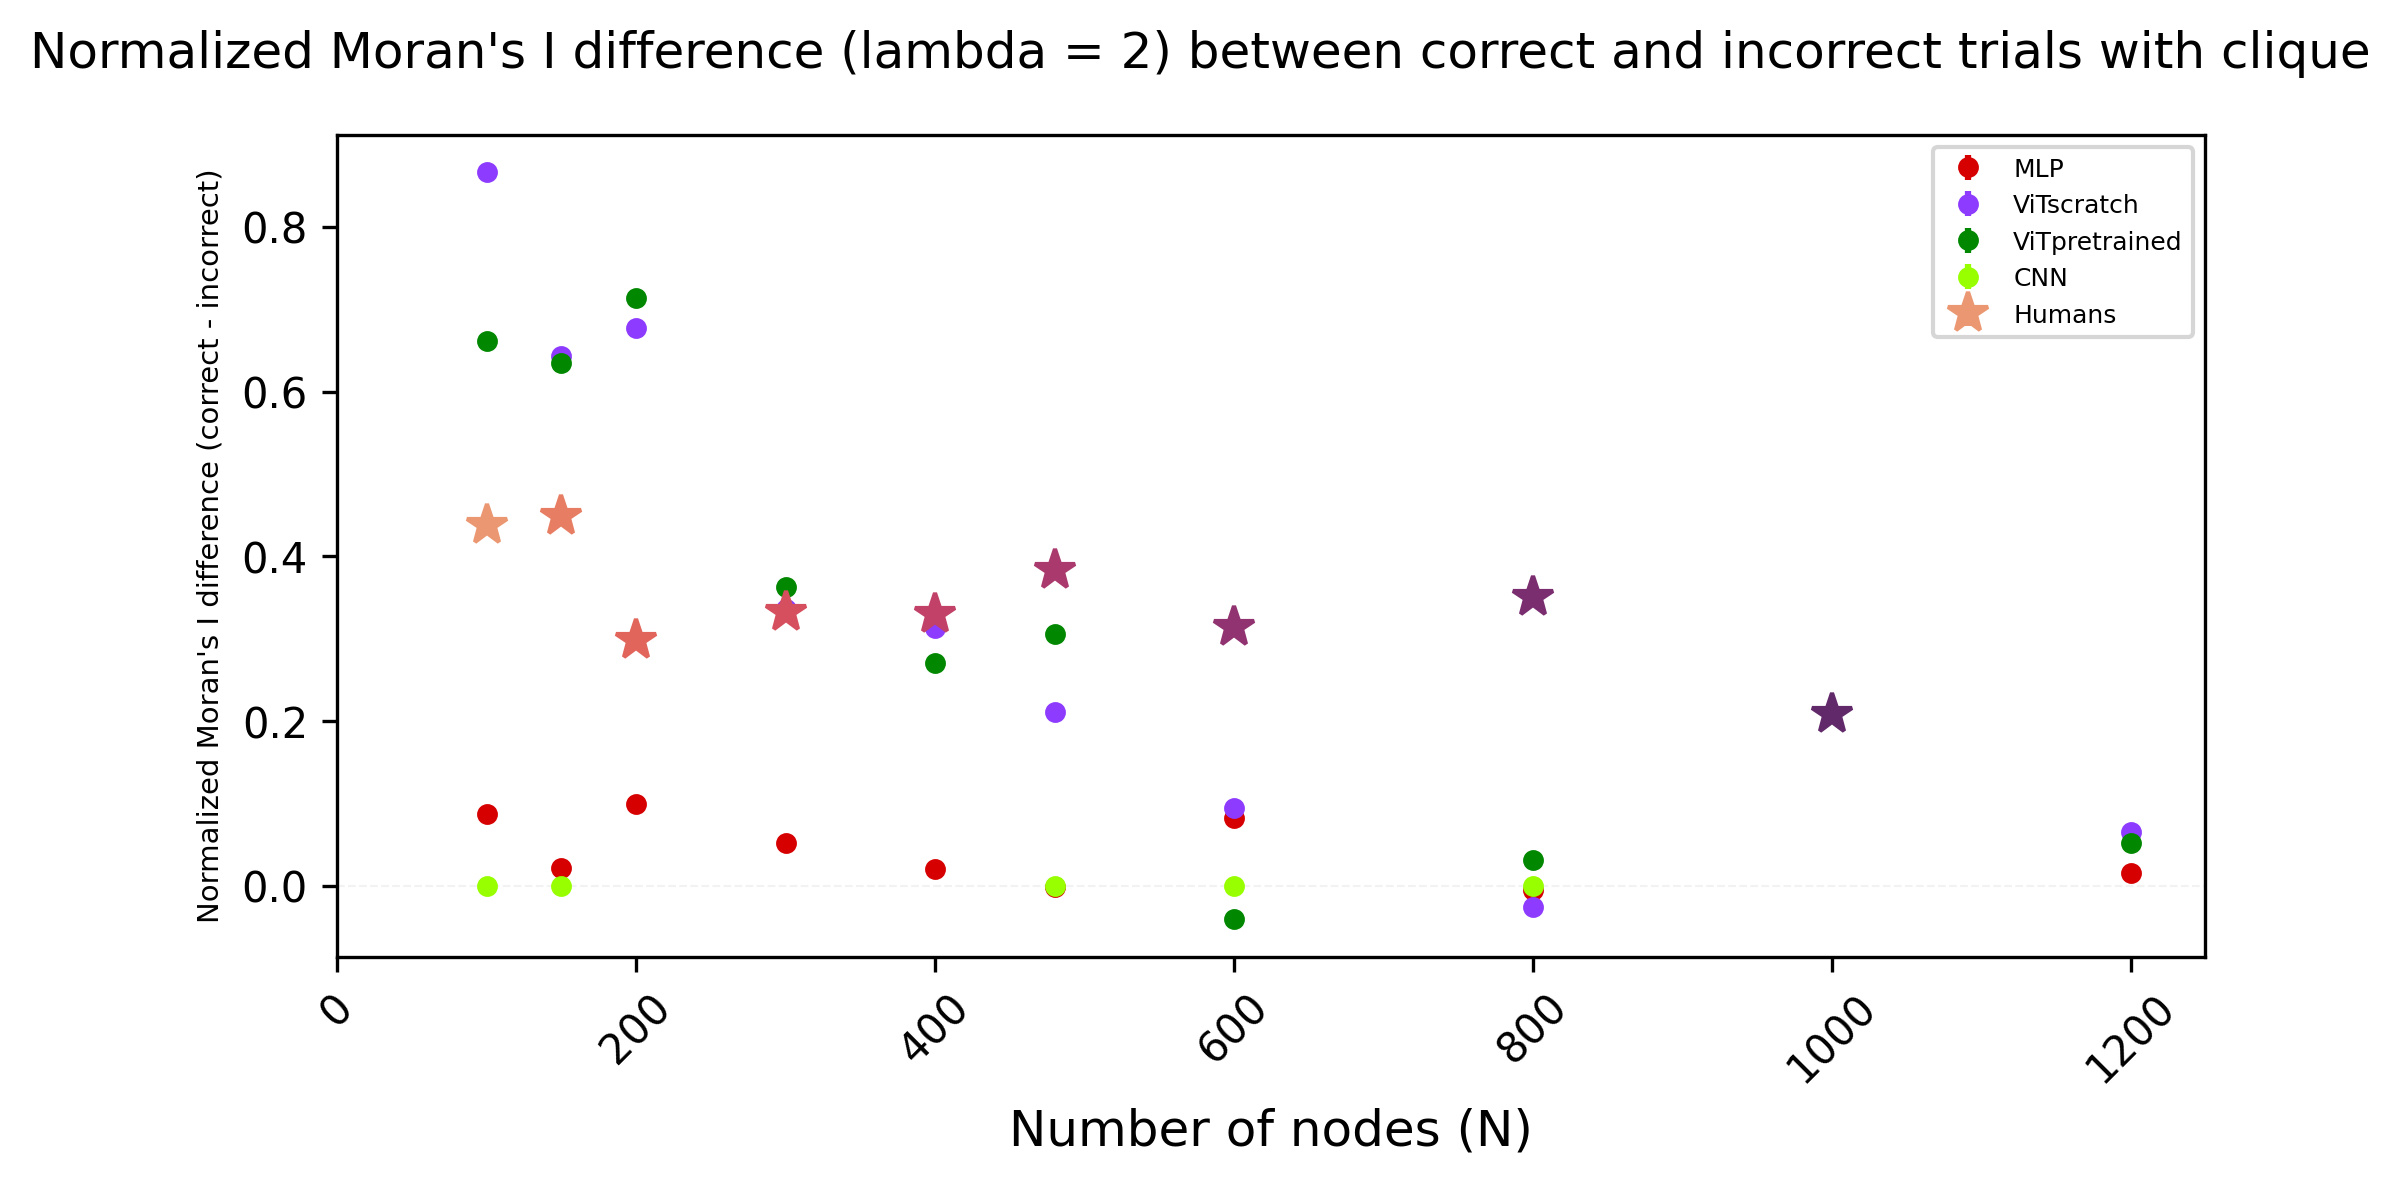 Normalized Moran's I difference (lambda = 2) between correct and incorrect trials with clique
Normalized Moran's I difference (correct - incorrect)
0.8
0.6
0.4
0.2
0.0
MLP
ViTscratch
ViTpretrained
CNN
Humans
0
200
400
600
800
1000
1200
Number of nodes (N)